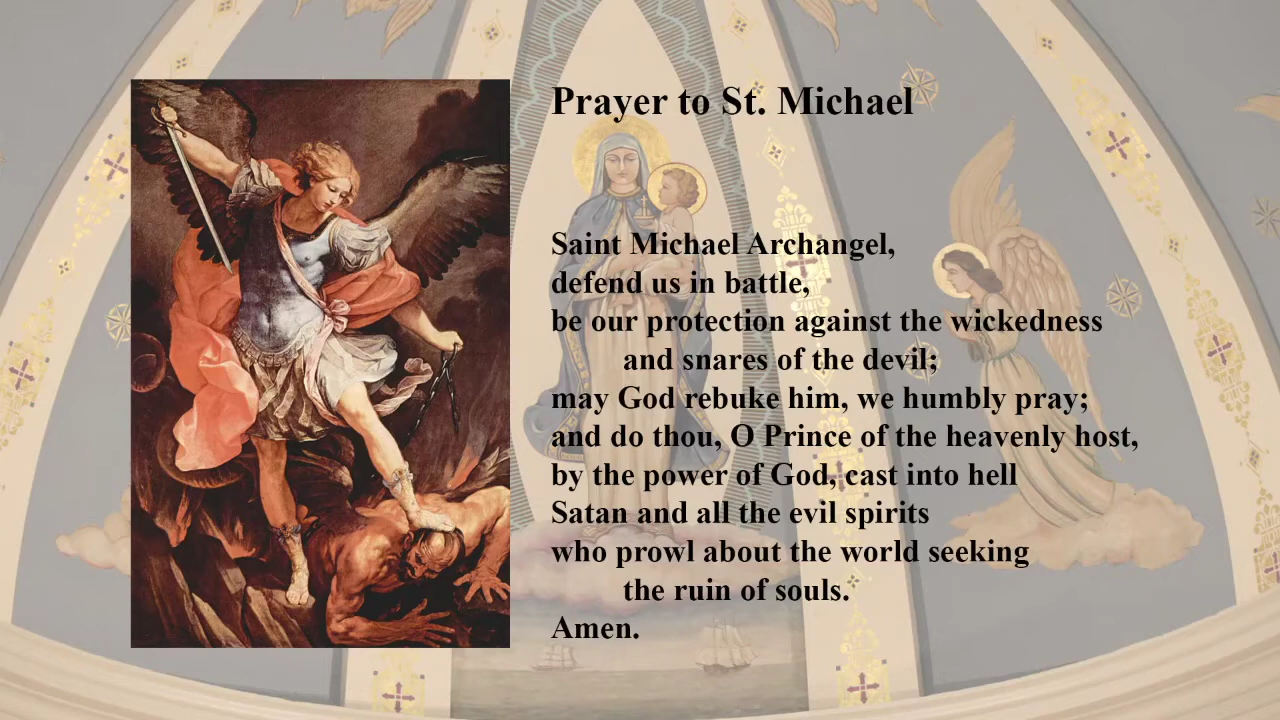 Prayer to St. Michael
Saint Michael Archangel,
defend us in battle,
be our protection against the wickedness
and snares of the devil;
may God rebuke him, we humbly pray;
and do thou, O Prince of the heavenly host,
by the power of God, cast into hell
Satan and all the evil spirits
who prowl about the world seeking
the ruin of souls.
Amen.